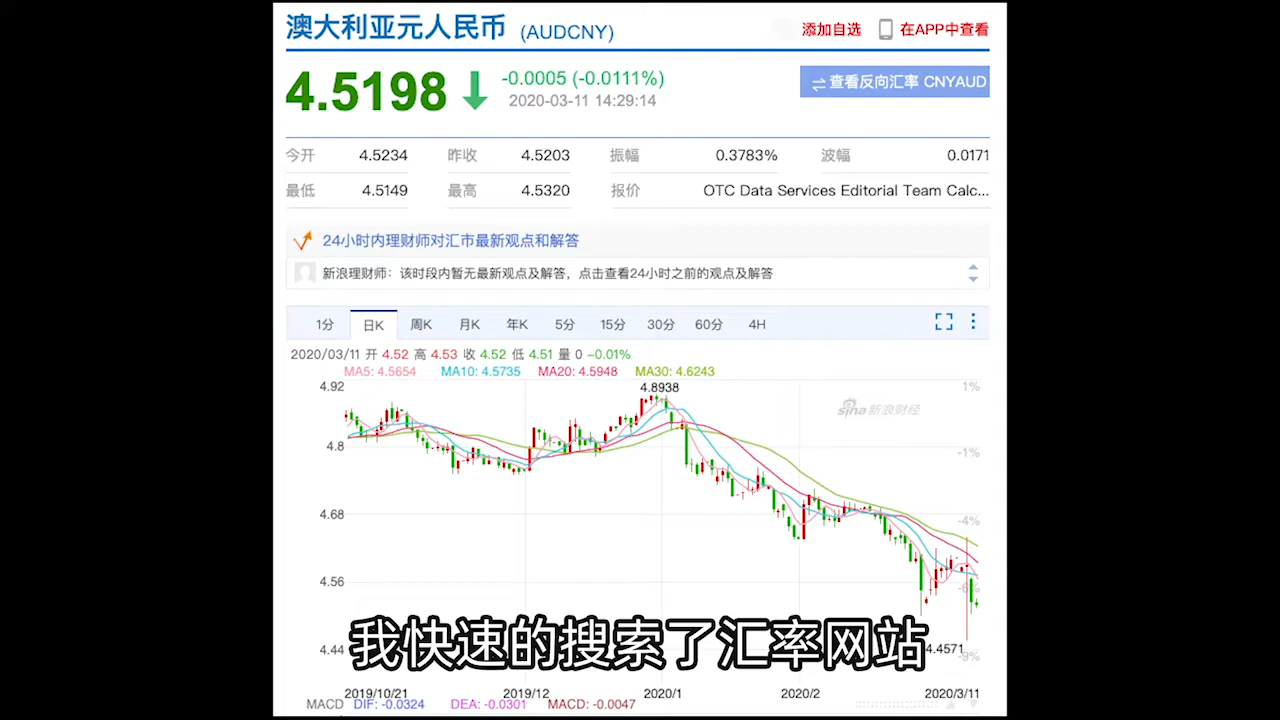 澳大利亚元人民币 (AUDCNY)
添加自选 在APP中查看
4.5198 -0.0005 (-0.0111%)
2020-03-11 14:29:14
查看反向汇率 CNYAUD
今开 4.5234 昨收 4.5203 振幅 0.3783% 波幅 0.0171
最低 4.5149 最高 4.5320 报价 OTC Data Services Editorial Team Calc...
24小时内理财师对汇市最新观点和解答
新浪理财师：该时段内暂无最新观点及解答，点击查看24小时之前的观点及解答
1分 日K 周K 月K 年K 5分 15分 30分 60分 4H
2020/03/11 开 4.52 高 4.53 收 4.52 低 4.51 量 0 -0.01%
MA5: 4.5654 MA10: 4.5735 MA20: 4.5948 MA30: 4.6243
4.92 4.8938 1%
sina 新浪财经
4.8 -1%
4.68 -4%
4.56 -6%
我快速的搜索了汇率网站
4.44 4.4571 -9%
2019/10/21 2019/12 2020/1 2020/2 2020/3/11
MACD DIF: -0.0324 DEA: -0.0301 MACD: -0.0047